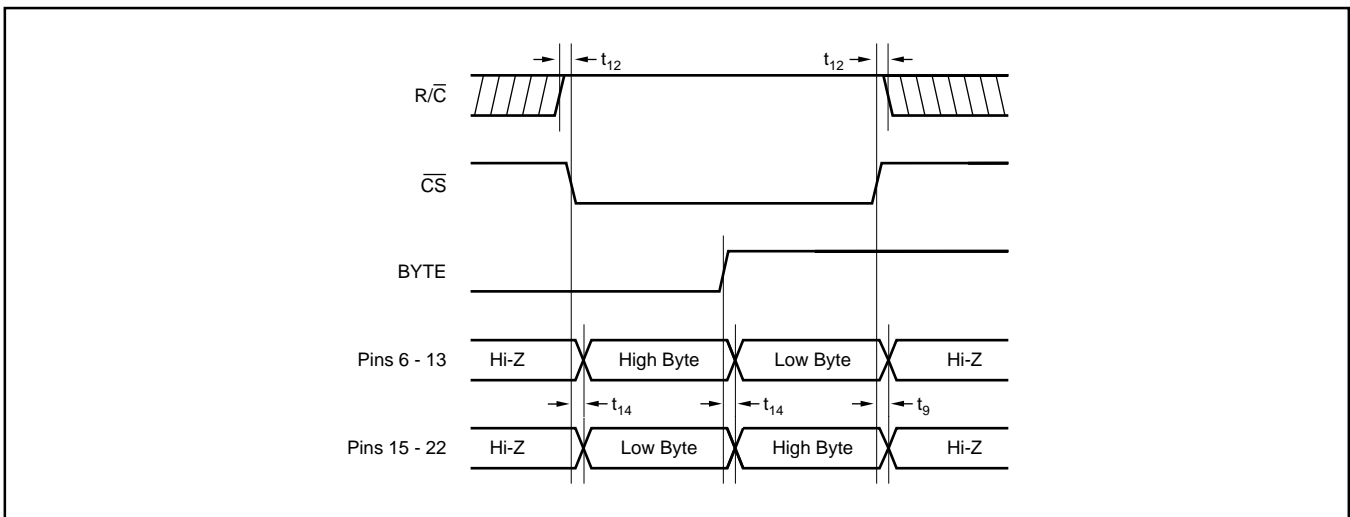 t12 t12
R/C̅
C̅S̅
BYTE
Pins 6 - 13 Hi-Z High Byte Low Byte Hi-Z
t14 t14 t9
Pins 15 - 22 Hi-Z Low Byte High Byte Hi-Z